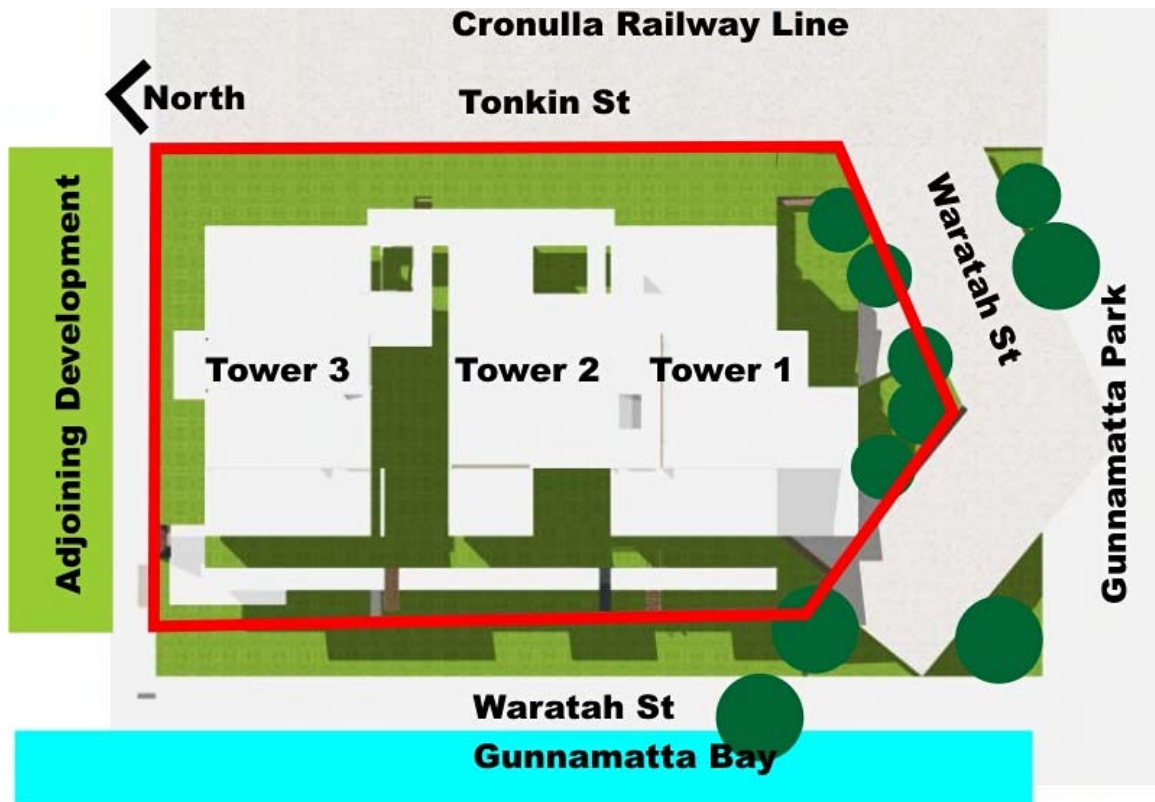 Cronulla Railway Line
North
Tonkin St
Adjoining Development
Waratah St
Gunnamatta Park
Tower 3
Tower 2
Tower 1
Waratah St
Gunnamatta Bay